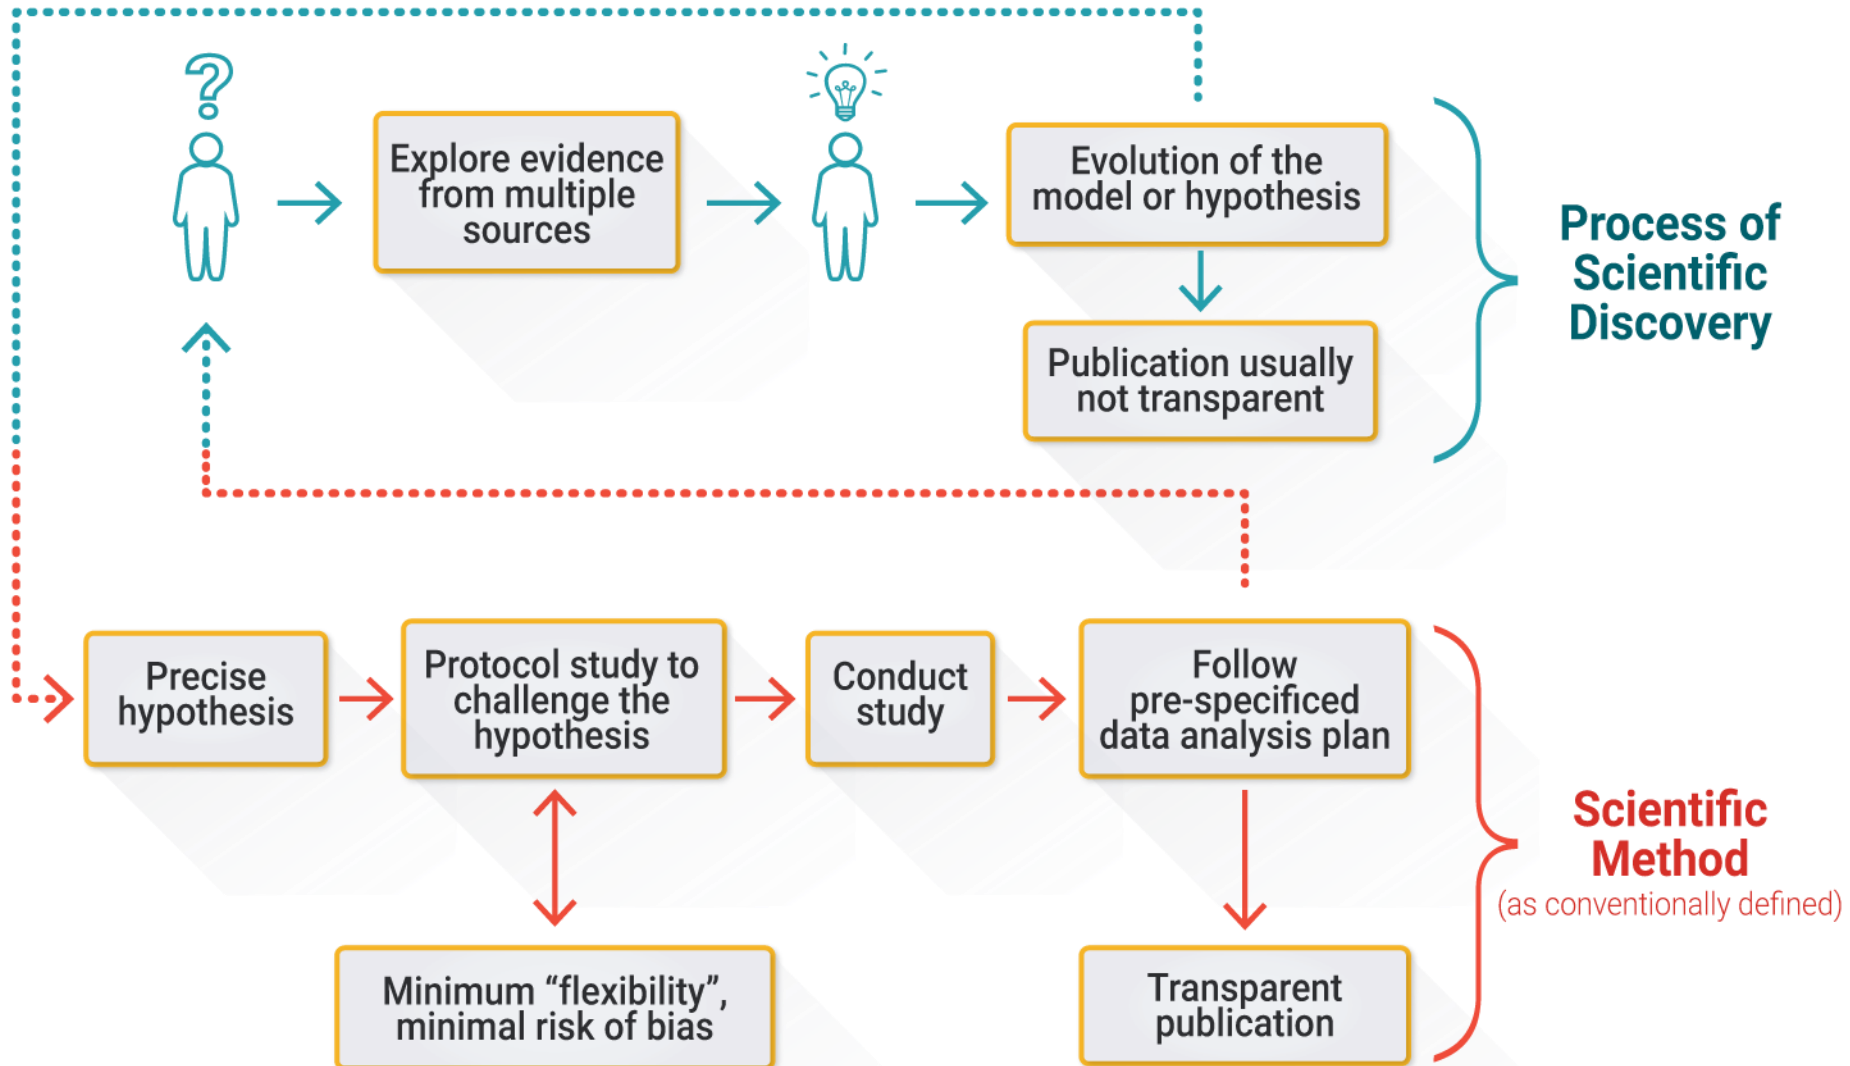 ?
Explore evidence
from multiple
sources
Evolution of the
model or hypothesis
Publication usually
not transparent
Process of
Scientific
Discovery
Precise
hypothesis
Protocol study to
challenge the
hypothesis
Conduct
study
Follow
pre-specificed
data analysis plan
Minimum “flexibility”,
minimal risk of bias
Transparent
publication
Scientific
Method
(as conventionally defined)